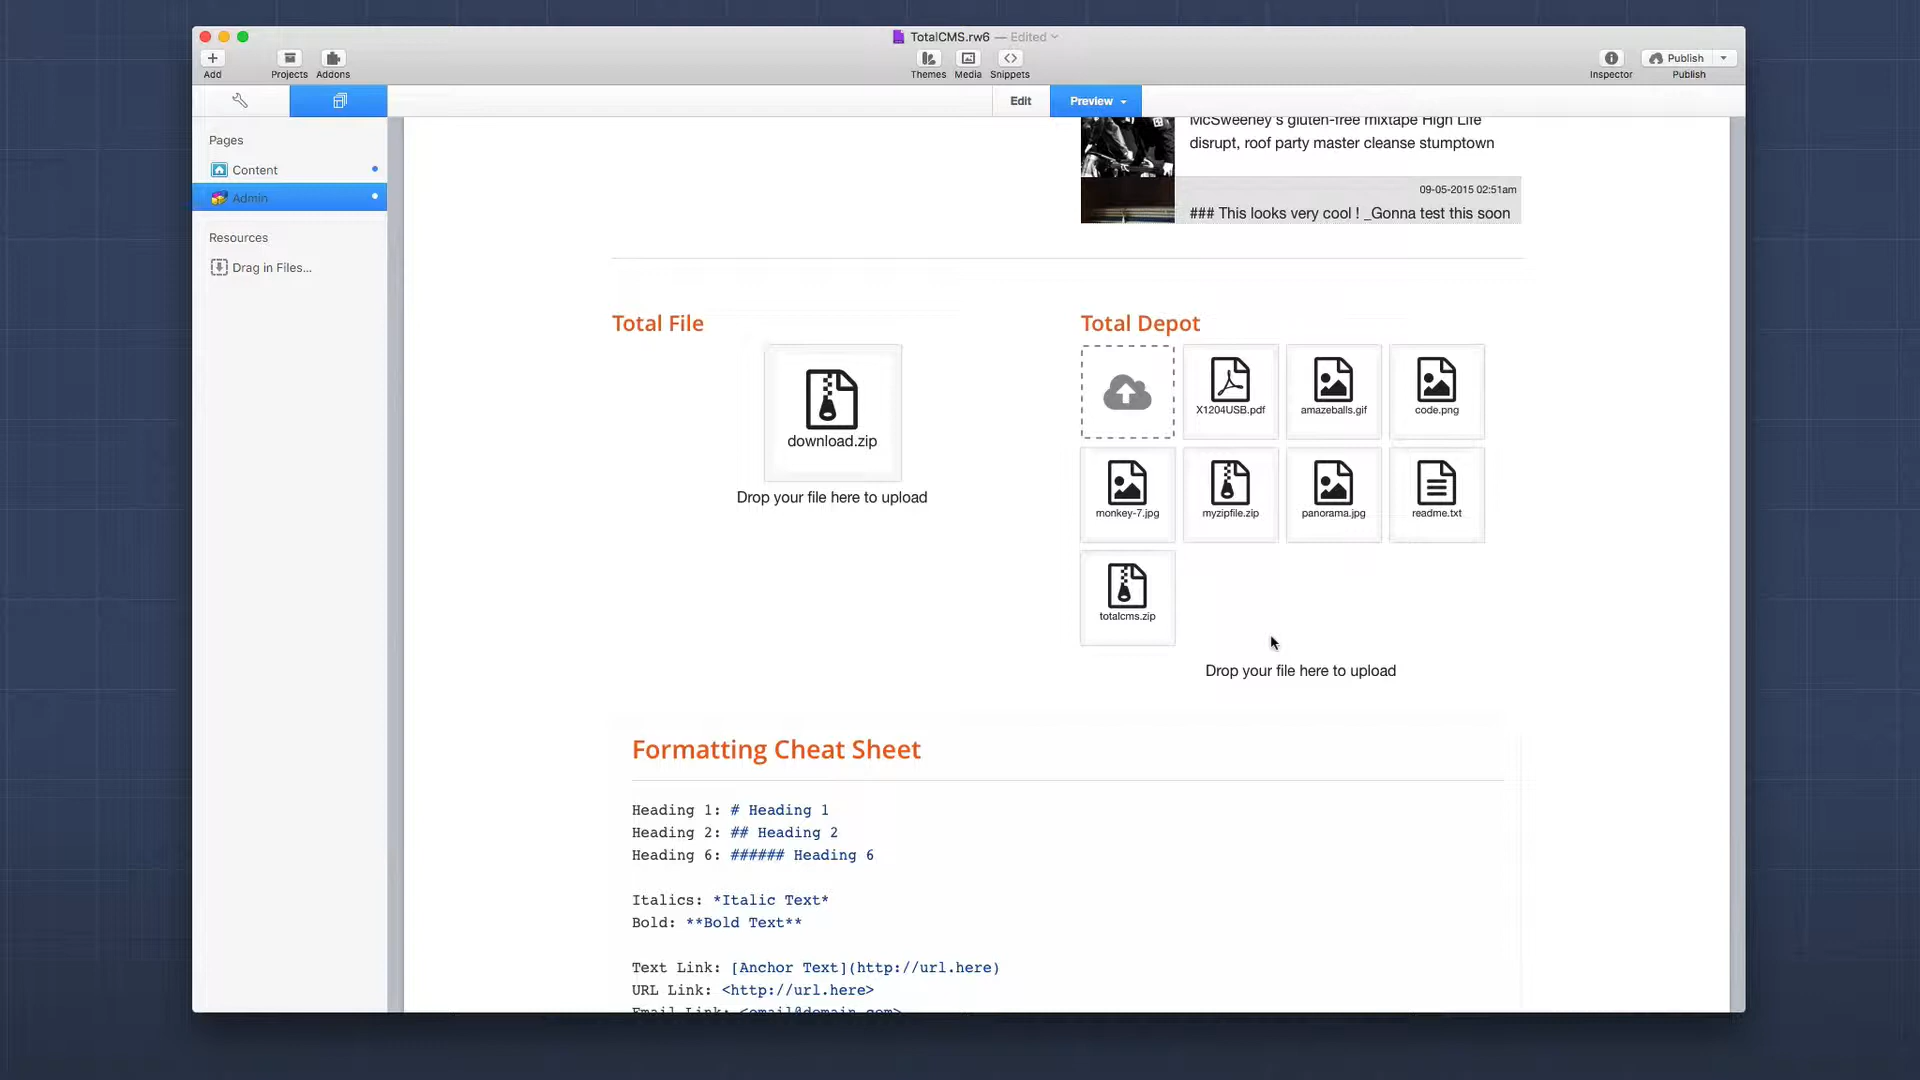 TotalCMS.rw6 — Edited
Add
Projects
Addons
Themes
Media
Snippets
Inspector
Publish
Publish
Edit
Preview
Pages
Content
Admin
Resources
Drag in Files...
McSweeney's gluten-free mixtape High Life
disrupt, roof party master cleanse stumptown
09-05-2015 02:51am
### This looks very cool ! _Gonna test this soon
Total File
download.zip
Drop your file here to upload
Total Depot
X1204USB.pdf
amazeballs.gif
code.png
monkey-7.jpg
myzipfile.zip
panorama.jpg
readme.txt
totalcms.zip
Drop your file here to upload
Formatting Cheat Sheet
Heading 1: # Heading 1
Heading 2: ## Heading 2
Heading 6: ###### Heading 6
Italics: *Italic Text*
Bold: **Bold Text**
Text Link: [Anchor Text](http://url.here)
URL Link: <http://url.here>
Email Link: <email@domain.com>